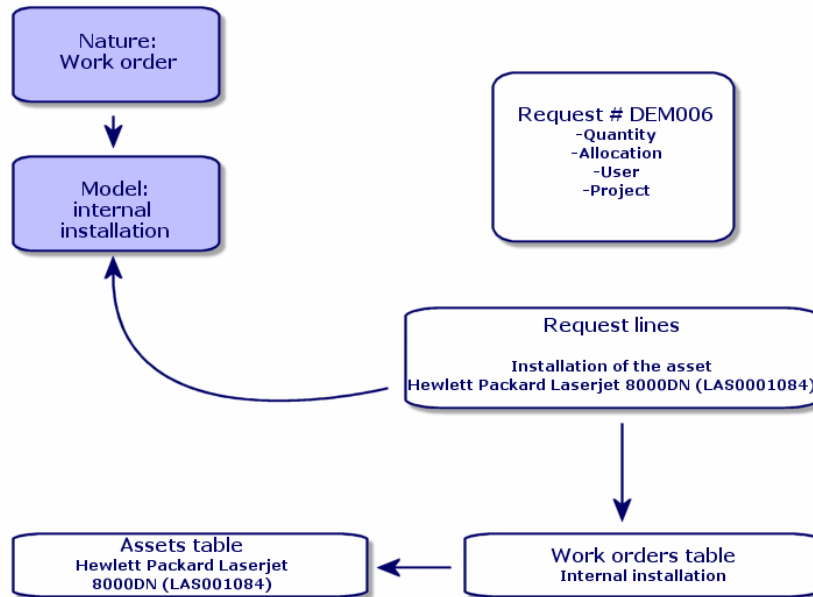 Nature:
Work order
Model:
internal
installation
Request # DEM006
-Quantity
-Allocation
-User
-Project
Request lines
Installation of the asset
Hewlett Packard Laserjet 8000DN (LAS0001084)
Assets table
Hewlett Packard Laserjet
8000DN (LAS001084)
Work orders table
Internal installation